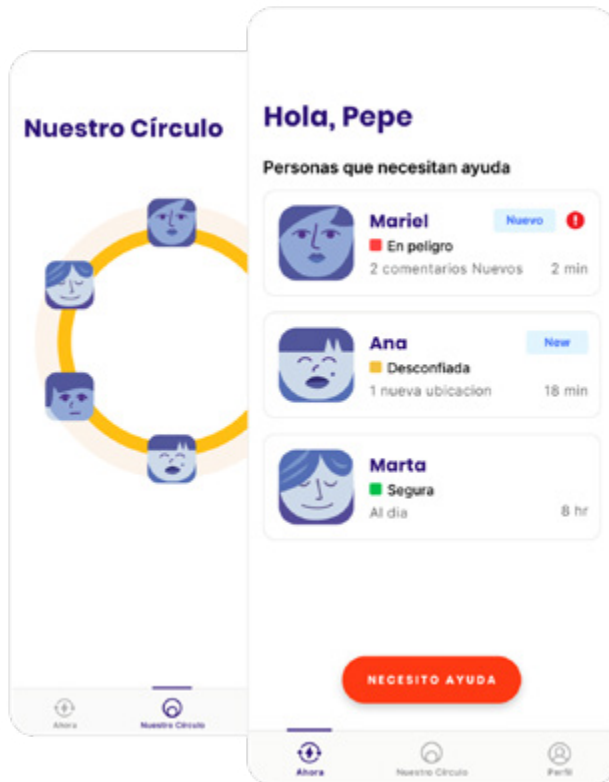 Nuestro Círculo
Ahora
Nuestro Círculo
Hola, Pepe
Personas que necesitan ayuda
Mariel
Nuevo
En peligro
2 comentarios Nuevos
2 min
Ana
New
Desconfiada
1 nueva ubicacion
18 min
Marta
Segura
Al dia
8 hr
NECESITO AYUDA
Ahora
Nuestro Círculo
Perfil